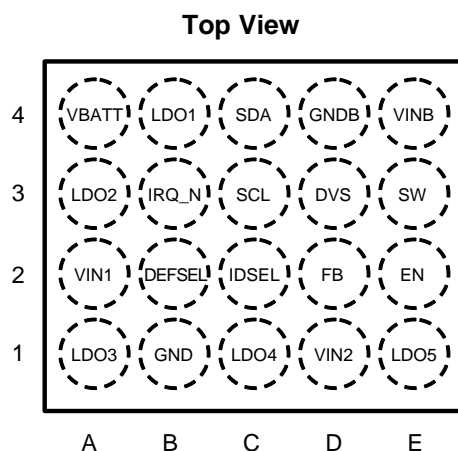 Top View
4 VBATT LDO1 SDA GNDB VINB
3 LDO2 IRQ_N SCL DVS SW
2 VIN1 DEFSEL IDSEL FB EN
1 LDO3 GND LDO4 VIN2 LDO5
A B C D E